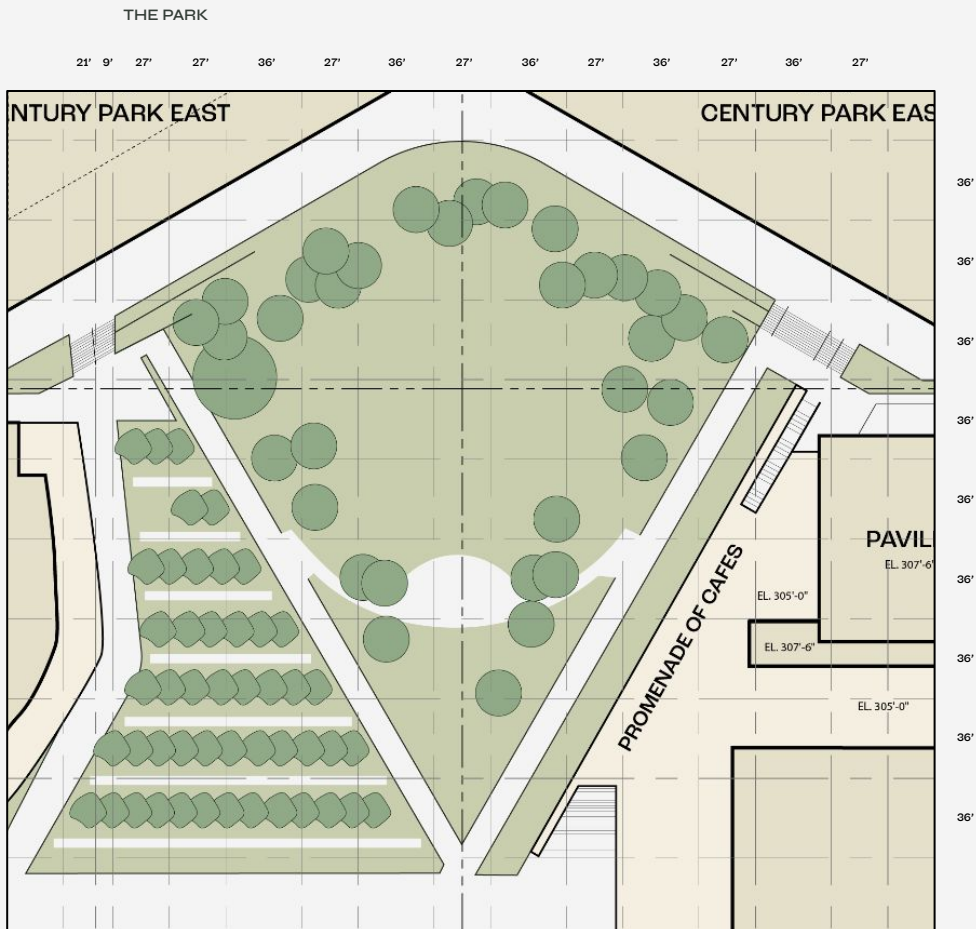 THE PARK
21' 9' 27' 27' 36' 27' 36' 27' 36' 27' 36' 27' 36' 27'
NTURY PARK EAST
CENTURY PARK EAS
36'
36'
36'
36'
36'
36'
36'
36'
36'
PAVIL
EL. 307'-6"
EL. 305'-0"
EL. 307'-6"
EL. 305'-0"
PROMENADE OF CAFES